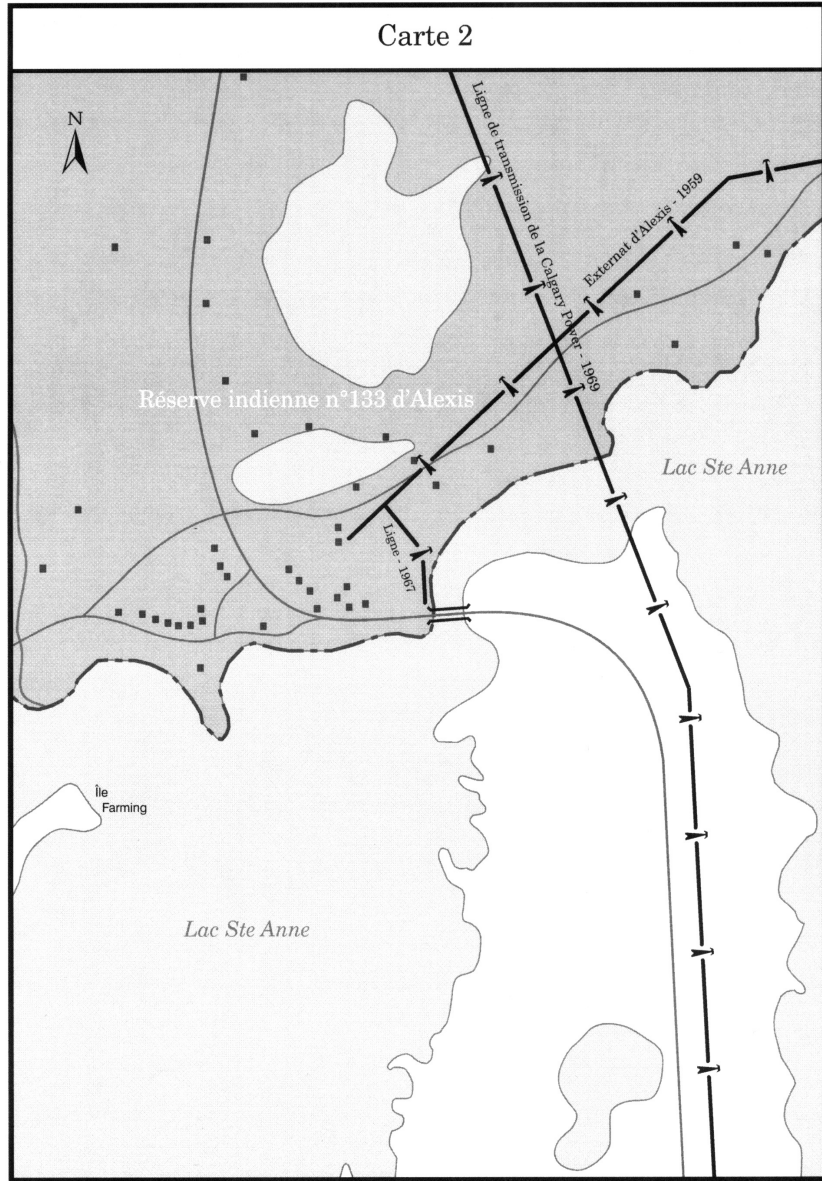 Carte 2
N
Ligne de transmission de la Calgary Power - 1969
Externat d'Alexis - 1959
Réserve indienne n°133 d'Alexis
Lac Ste Anne
Ligne - 1967
Île
Farming
Lac Ste Anne